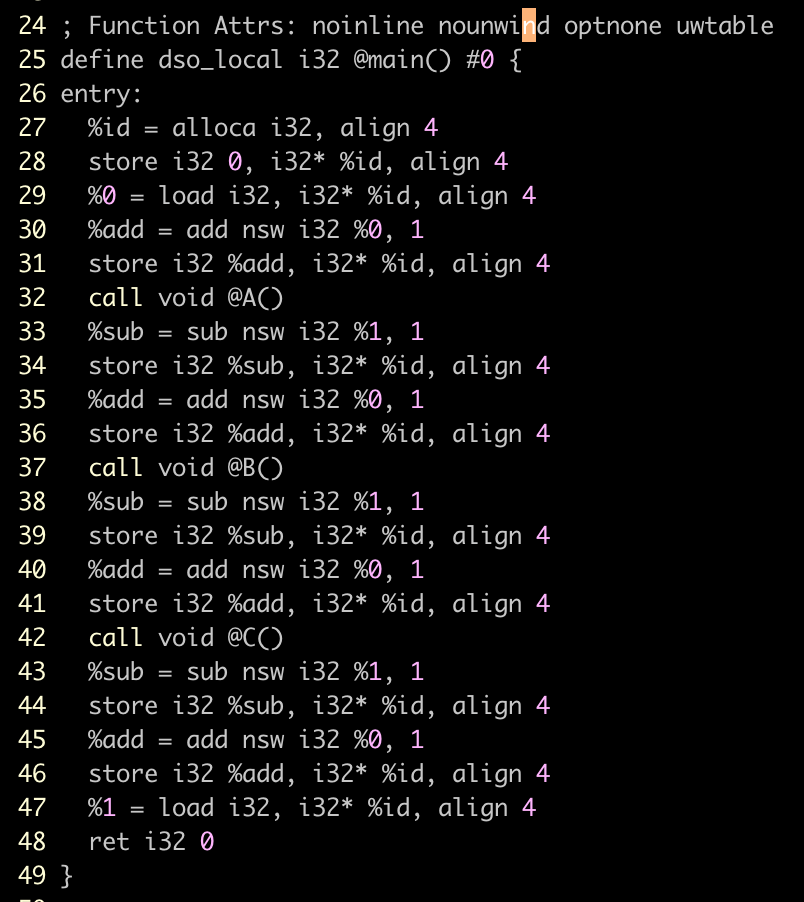 24 ; Function Attrs: noinline nounwind optnone uwtable
25 define dso_local i32 @main() #0 {
26 entry:
27   %id = alloca i32, align 4
28   store i32 0, i32* %id, align 4
29   %0 = load i32, i32* %id, align 4
30   %add = add nsw i32 %0, 1
31   store i32 %add, i32* %id, align 4
32   call void @A()
33   %sub = sub nsw i32 %1, 1
34   store i32 %sub, i32* %id, align 4
35   %add = add nsw i32 %0, 1
36   store i32 %add, i32* %id, align 4
37   call void @B()
38   %sub = sub nsw i32 %1, 1
39   store i32 %sub, i32* %id, align 4
40   %add = add nsw i32 %0, 1
41   store i32 %add, i32* %id, align 4
42   call void @C()
43   %sub = sub nsw i32 %1, 1
44   store i32 %sub, i32* %id, align 4
45   %add = add nsw i32 %0, 1
46   store i32 %add, i32* %id, align 4
47   %1 = load i32, i32* %id, align 4
48   ret i32 0
49 }